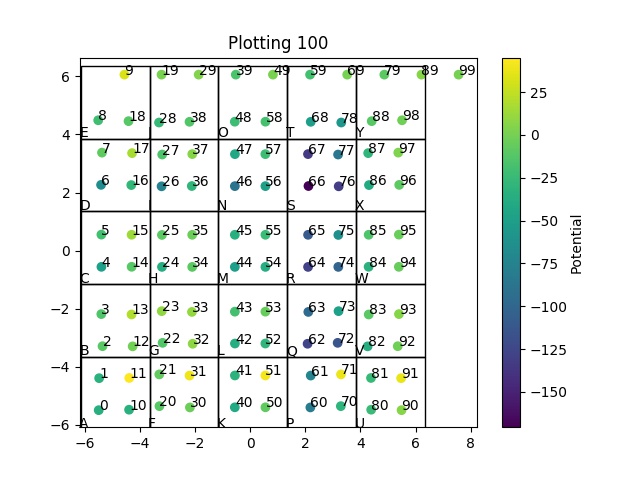 Plotting 100
9 19 29 39 49 59 69 79 89 99
8 18 28 38 48 58 68 78 88 98
E J O T Y
7 17 27 37 47 57 67 77 87 97
6 16 26 36 46 56 66 76 86 96
D I N S X
5 15 25 35 45 55 65 75 85 95
4 14 24 34 44 54 64 74 84 94
C H M R W
3 13 23 33 43 53 63 73 83 93
2 12 22 32 42 52 62 72 82 92
B G L Q V
1 11 21 31 41 51 61 71 81 91
0 10 20 30 40 50 60 70 80 90
A F K P U
6
4
2
0
−2
−4
−6
−6 −4 −2 0 2 4 6 8
25
0
−25
−50
−75
−100
−125
−150
Potential